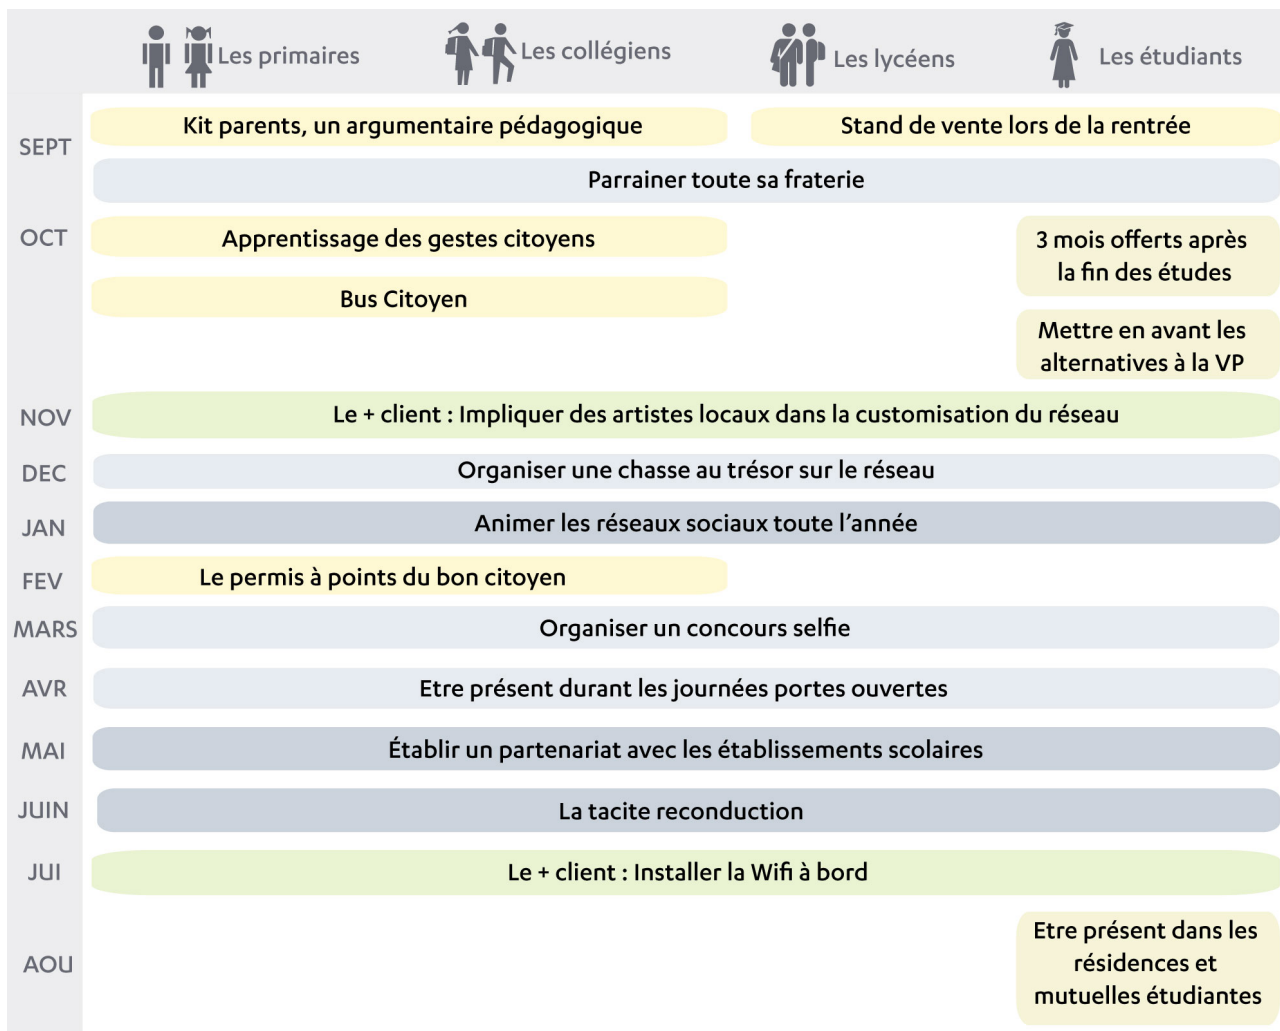 Les primaires
Les collégiens
Les lycéens
Les étudiants
SEPT
Kit parents, un argumentaire pédagogique
Stand de vente lors de la rentrée
Parrainer toute sa fraterie
OCT
Apprentissage des gestes citoyens
3 mois offerts après
la fin des études
Bus Citoyen
Mettre en avant les
alternatives à la VP
NOV
Le + client : Impliquer des artistes locaux dans la customisation du réseau
DEC
Organiser une chasse au trésor sur le réseau
JAN
Animer les réseaux sociaux toute l’année
FEV
Le permis à points du bon citoyen
MARS
Organiser un concours selfie
AVR
Etre présent durant les journées portes ouvertes
MAI
Établir un partenariat avec les établissements scolaires
JUIN
La tacite reconduction
JUI
Le + client : Installer la Wifi à bord
AOU
Etre présent dans les
résidences et
mutuelles étudiantes